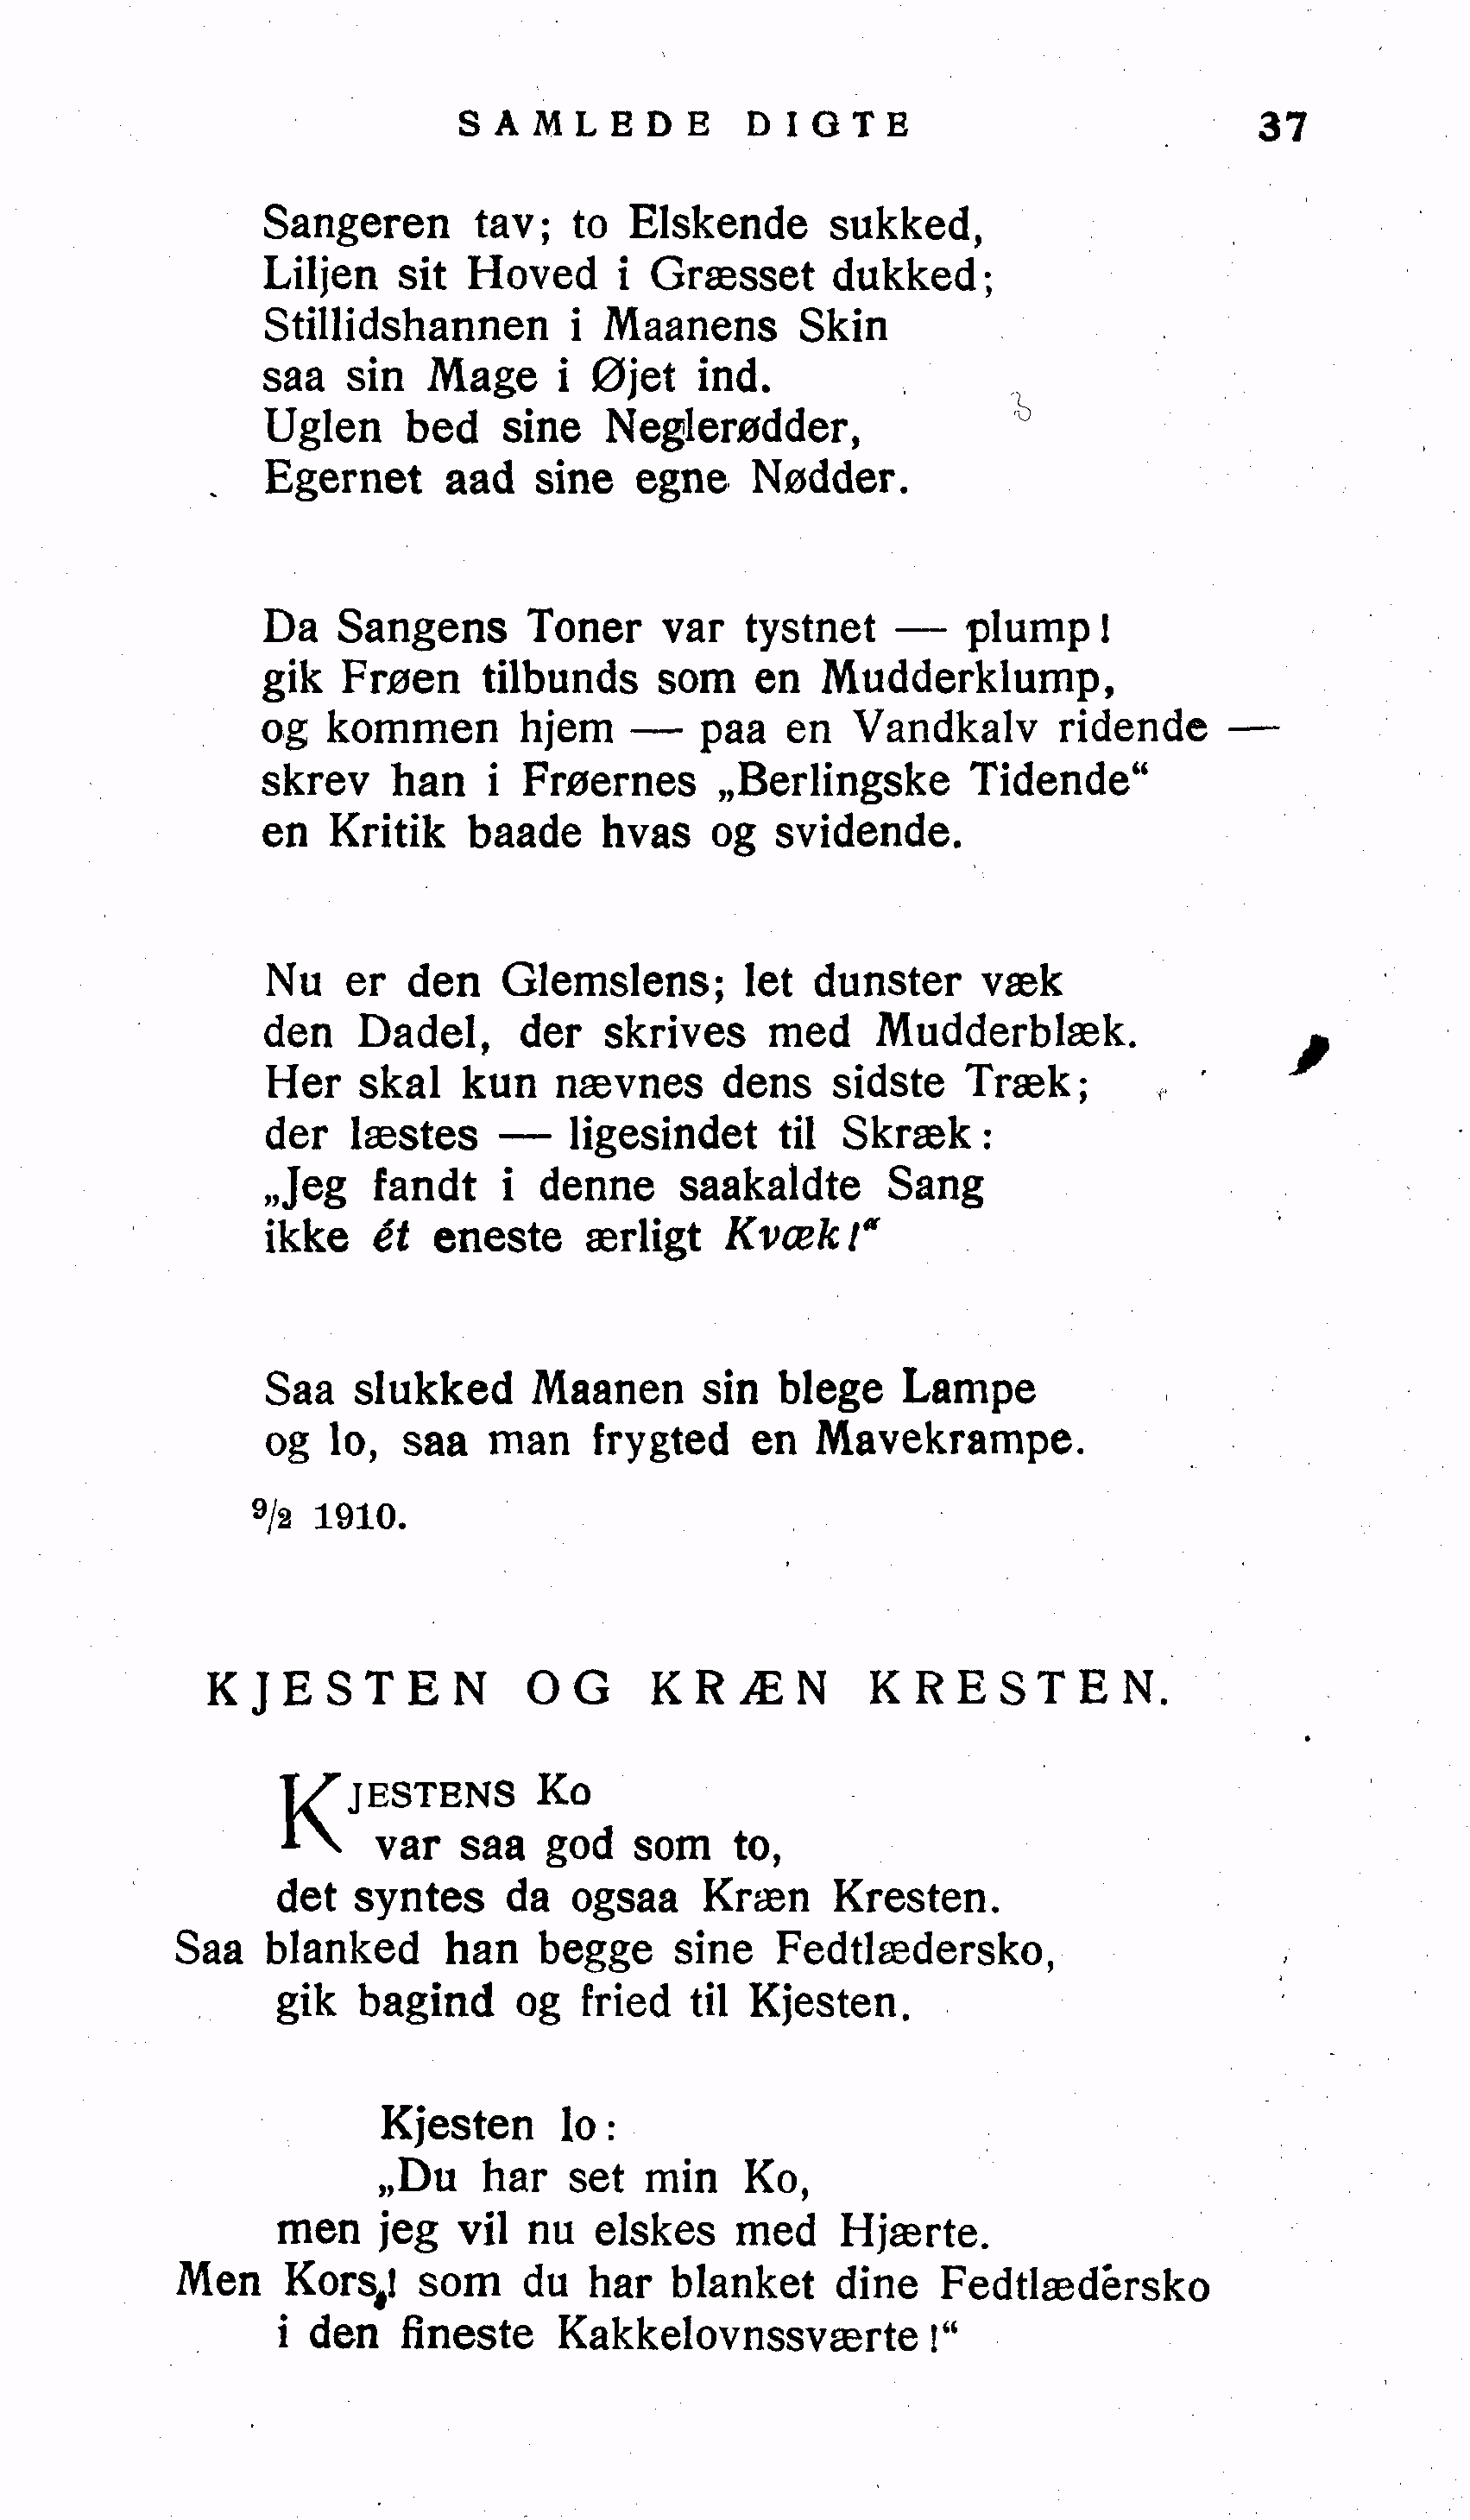 SAMLEDE DIGTE 37
Sangeren tav; to Elskende sukked,
Liljen sit Hoved i Græsset dukked;
Stillidshannen i Maanens Skin
saa sin Mage i Øjet ind.
Uglen bed sine Neglerødder,
Egernet aad sine egne Nødder.
Da Sangens Toner var tystnet — plump!
gik Frøen tilbunds som en Mudderklump,
og kommen hjem — paa en Vandkalv ridende —
skrev han i Frøernes „Berlingske Tidende“
en Kritik baade hvas og svidende.
Nu er den Glemslens; let dunster væk
den Dadel, der skrives med Mudderblæk.
Her skal kun nævnes dens sidste Træk;
der læstes — ligesindet til Skræk:
„Jeg fandt i denne saakaldte Sang
ikke ét eneste ærligt Kvæk!“
Saa slukked Maanen sin blege Lampe
og lo, saa man frygted en Mavekrampe.
9/2 1910.
KJESTEN OG KRÆN KRESTEN.
KJESTENS KO
var saa god som to,
det syntes da ogsaa Kræn Kresten.
Saa blanked han begge sine Fedtlædersko,
gik bagind og fried til Kjesten.
Kjesten lo:
„Du har set min Ko,
men jeg vil nu elskes med Hjærte.
Men Kors,! som du har blanket dine Fedtlædersko
i den fineste Kakkelovnssværte!“